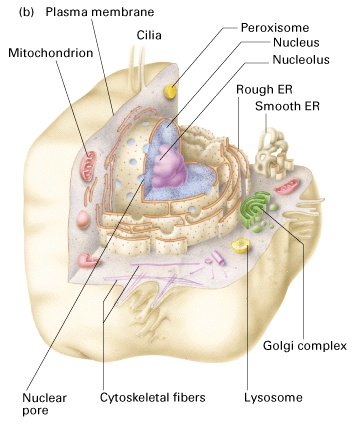 (b) Plasma membrane
Cilia
Peroxisome
Mitochondrion
Nucleus
Nucleolus
Rough ER
Smooth ER
Golgi complex
Nuclear
pore
Cytoskeletal fibers
Lysosome